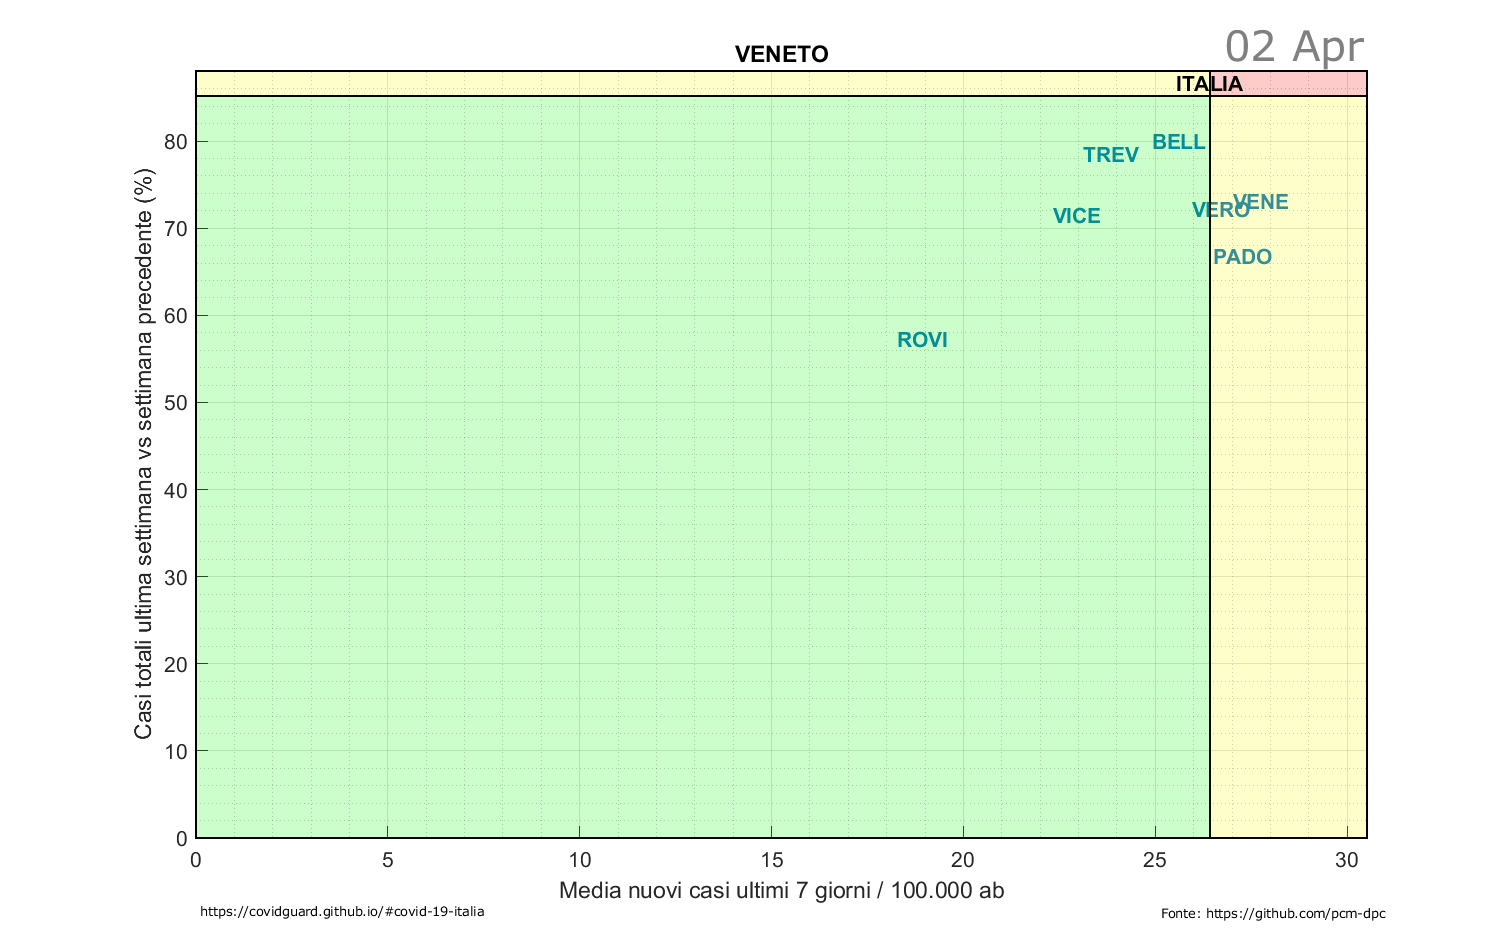 02 Apr
VENETO
ITALIA
BELL
TREV
VENE
VERO
VICE
PADO
ROVI
Casi totali ultima settimana vs settimana precedente (%)
80
70
60
50
40
30
20
10
0
0 5 10 15 20 25 30
Media nuovi casi ultimi 7 giorni / 100.000 ab
https://covidguard.github.io/#covid-19-italia
Fonte: https://github.com/pcm-dpc